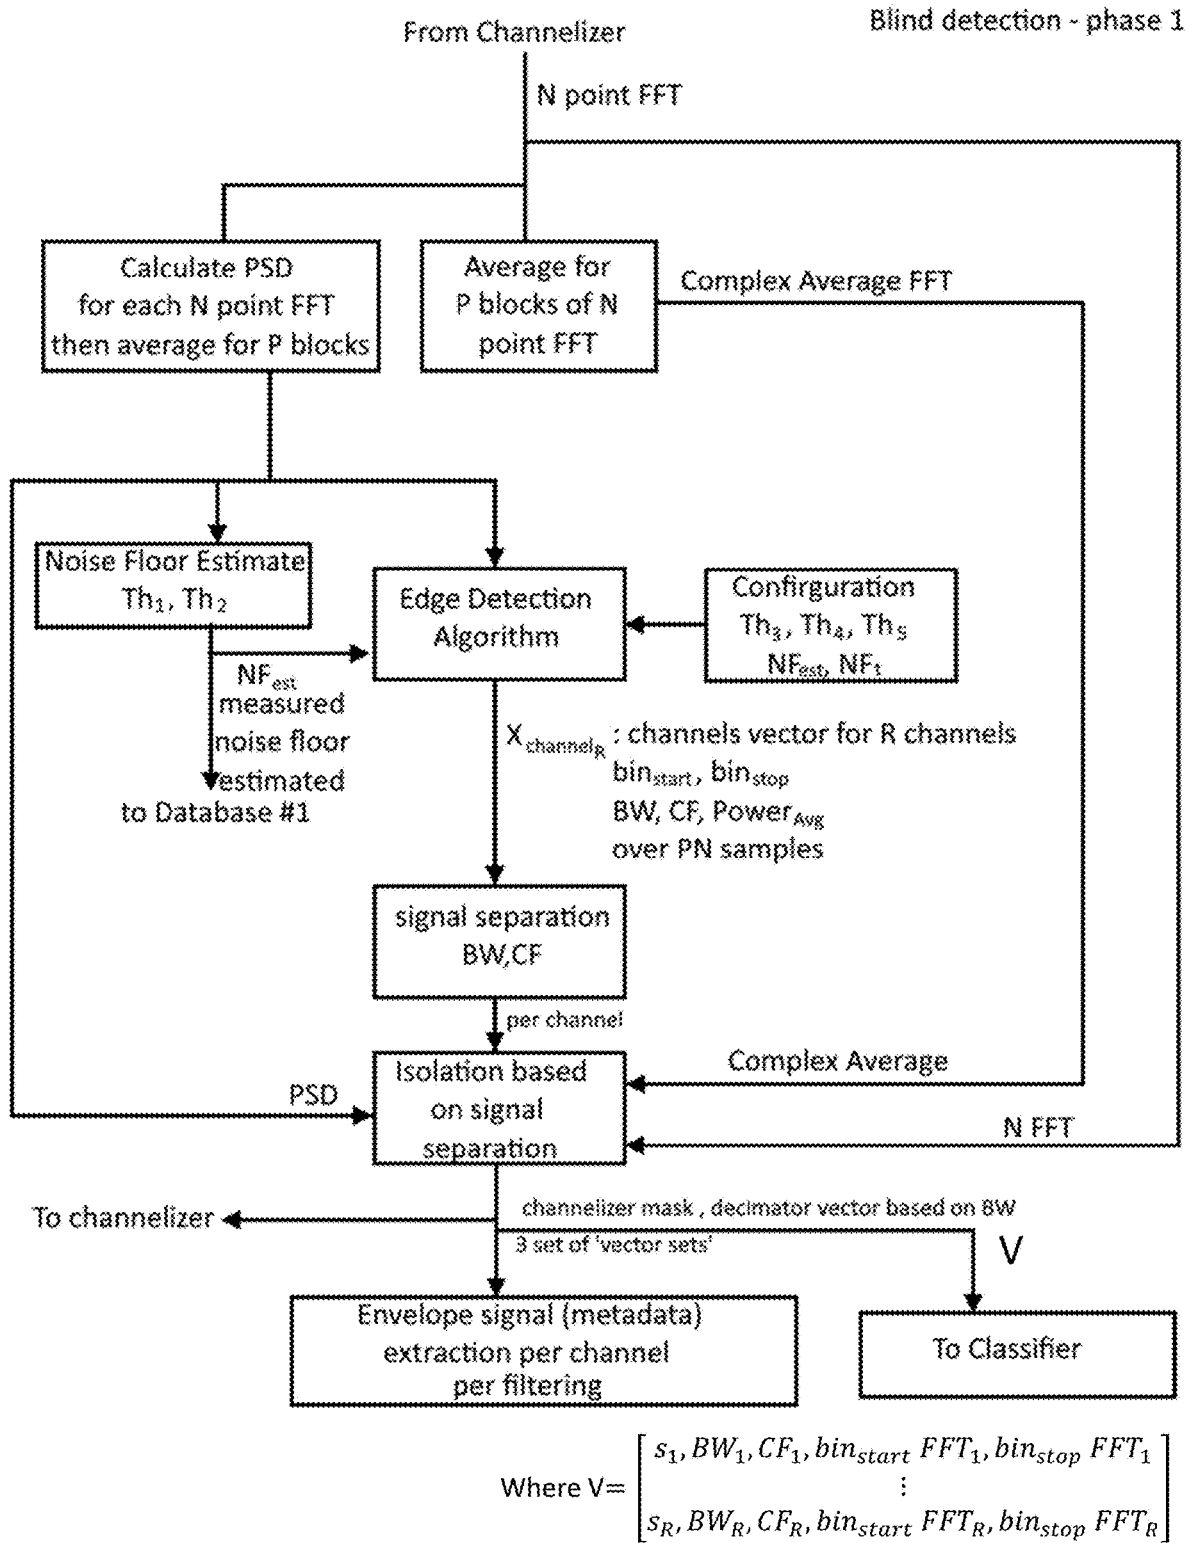 Blind detection - phase 1
From Channelizer
N point FFT
Calculate PSD
for each N point FFT
then average for P blocks
Average for
P blocks of N
point FFT
Complex Average FFT
Noise Floor Estimate
Th₁, Th₂
Edge Detection
Algorithm
Confirguration
Th₃, Th₄, Th₅
NFest, NFt
NFest
measured
noise floor
estimated
to Database #1
XchannelR : channels vector for R channels
binstart, binstop
BW, CF, PowerAvg
over PN samples
signal separation
BW,CF
per channel
Isolation based
on signal
separation
PSD
Complex Average
N FFT
To channelizer
channelizer mask , decimator vector based on BW
3 set of 'vector sets'
V
Envelope signal (metadata)
extraction per channel
per filtering
To Classifier
s₁, BW₁, CF₁, binstart FFT₁, binstop FFT₁
Where V=
⋮
sR, BWR, CFR, binstart FFTR, binstop FFTR